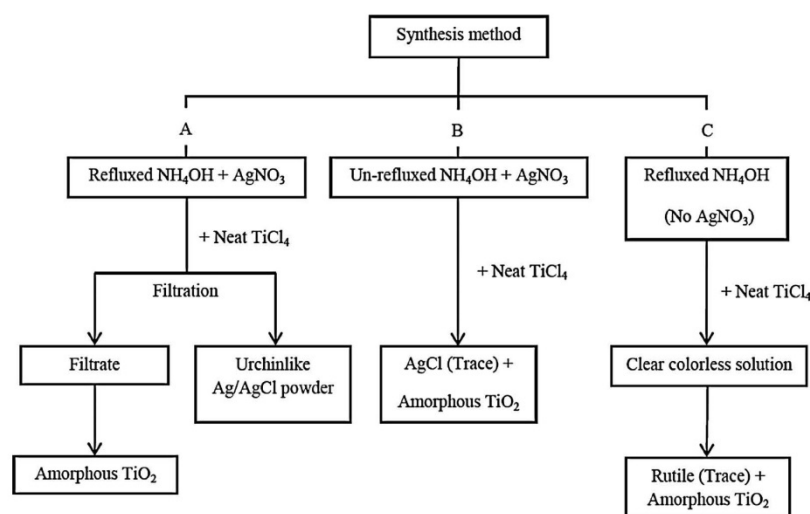 Synthesis method
A
B
C
Refluxed NH₄OH + AgNO₃
Un-refluxed NH₄OH + AgNO₃
Refluxed NH₄OH
(No AgNO₃)
+ Neat TiCl₄
+ Neat TiCl₄
+ Neat TiCl₄
Filtration
Filtrate
Urchinlike
Ag/AgCl powder
AgCl (Trace) +
Amorphous TiO₂
Clear colorless solution
Amorphous TiO₂
Rutile (Trace) +
Amorphous TiO₂